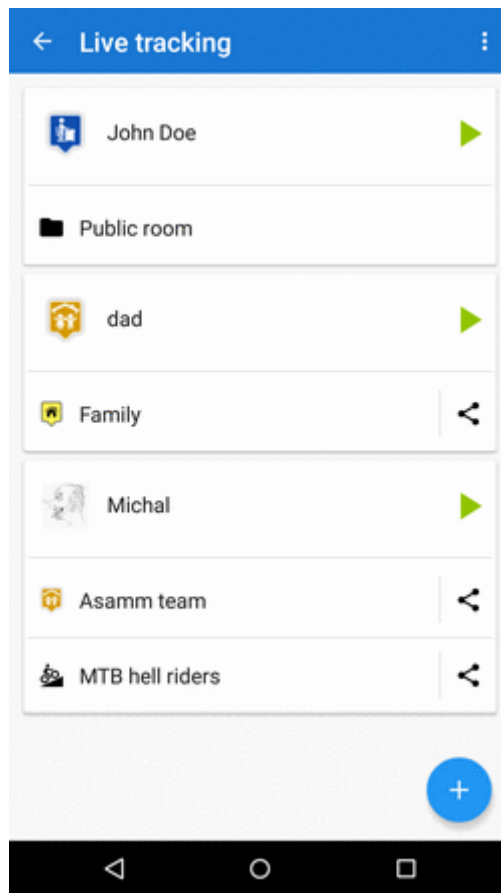 Live tracking
John Doe
Public room
dad
Family
Michal
Asamm team
MTB hell riders